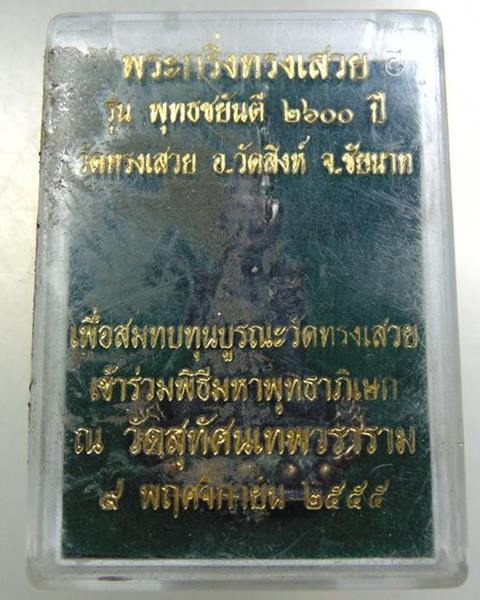 พระกริ่งทรงเสวย
รุ่น พุทธชยันตี ๒๖๐๐ ปี
วัดทรงเสวย อ.วัดสิงห์ จ.ชัยนาท
เพื่อสมทบทุนบูรณะวัดทรงเสวย
เข้าร่วมพิธีมหาพุทธาภิเษก
ณ วัดสุทัศนเทพวราราม
๙ พฤศจิกายน ๒๕๕๕